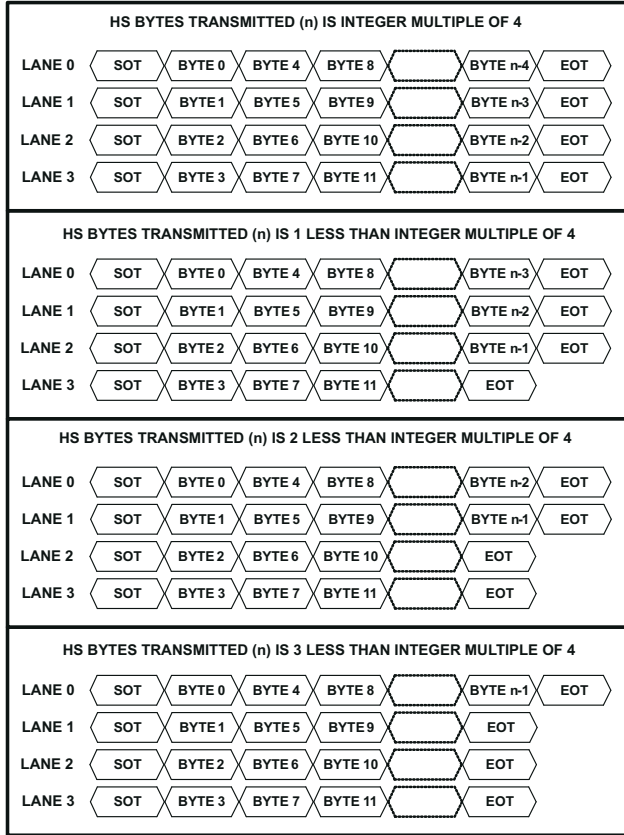 HS BYTES TRANSMITTED (n) IS INTEGER MULTIPLE OF 4
LANE 0 SOT BYTE 0 BYTE 4 BYTE 8 BYTE n-4 EOT
LANE 1 SOT BYTE 1 BYTE 5 BYTE 9 BYTE n-3 EOT
LANE 2 SOT BYTE 2 BYTE 6 BYTE 10 BYTE n-2 EOT
LANE 3 SOT BYTE 3 BYTE 7 BYTE 11 BYTE n-1 EOT
HS BYTES TRANSMITTED (n) IS 1 LESS THAN INTEGER MULTIPLE OF 4
LANE 0 SOT BYTE 0 BYTE 4 BYTE 8 BYTE n-3 EOT
LANE 1 SOT BYTE 1 BYTE 5 BYTE 9 BYTE n-2 EOT
LANE 2 SOT BYTE 2 BYTE 6 BYTE 10 BYTE n-1 EOT
LANE 3 SOT BYTE 3 BYTE 7 BYTE 11 EOT
HS BYTES TRANSMITTED (n) IS 2 LESS THAN INTEGER MULTIPLE OF 4
LANE 0 SOT BYTE 0 BYTE 4 BYTE 8 BYTE n-2 EOT
LANE 1 SOT BYTE 1 BYTE 5 BYTE 9 BYTE n-1 EOT
LANE 2 SOT BYTE 2 BYTE 6 BYTE 10 EOT
LANE 3 SOT BYTE 3 BYTE 7 BYTE 11 EOT
HS BYTES TRANSMITTED (n) IS 3 LESS THAN INTEGER MULTIPLE OF 4
LANE 0 SOT BYTE 0 BYTE 4 BYTE 8 BYTE n-1 EOT
LANE 1 SOT BYTE 1 BYTE 5 BYTE 9 EOT
LANE 2 SOT BYTE 2 BYTE 6 BYTE 10 EOT
LANE 3 SOT BYTE 3 BYTE 7 BYTE 11 EOT